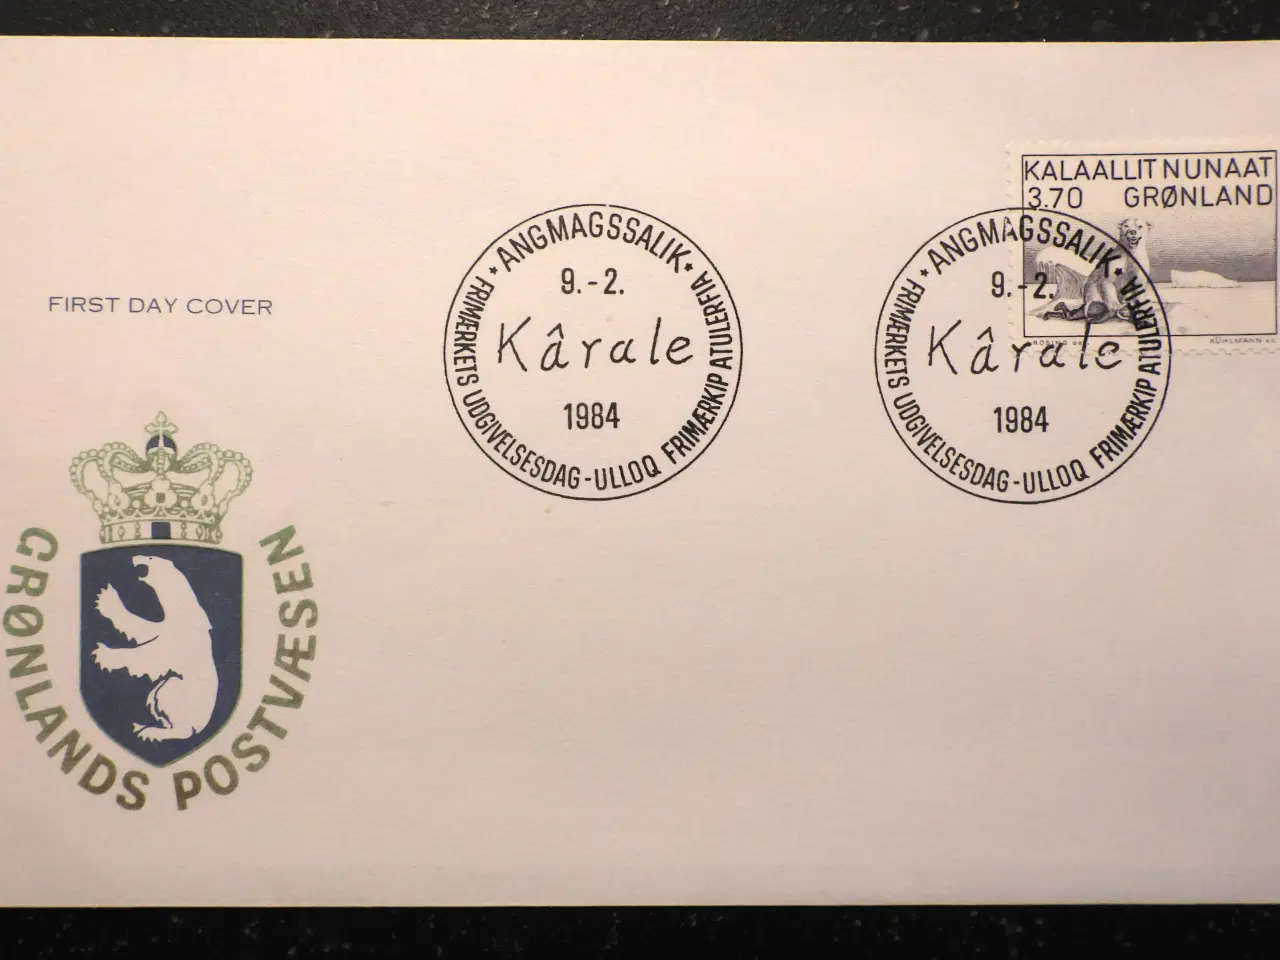 KALAALLIT NUNAAT
3.70 GRØNLAND
KÜHLMANN
ANGMAGSSALIK
9.-2.
Kârale
1984
FRIMÆRKETS UDGIVELSESDAG-ULLOQ FRIMÆRKIP ATULERFIA
ANGMAGSSALIK
9.-2.
Kârale
1984
FRIMÆRKETS UDGIVELSESDAG-ULLOQ FRIMÆRKIP ATULERFIA
FIRST DAY COVER
GRØNLANDS POSTVÆSEN